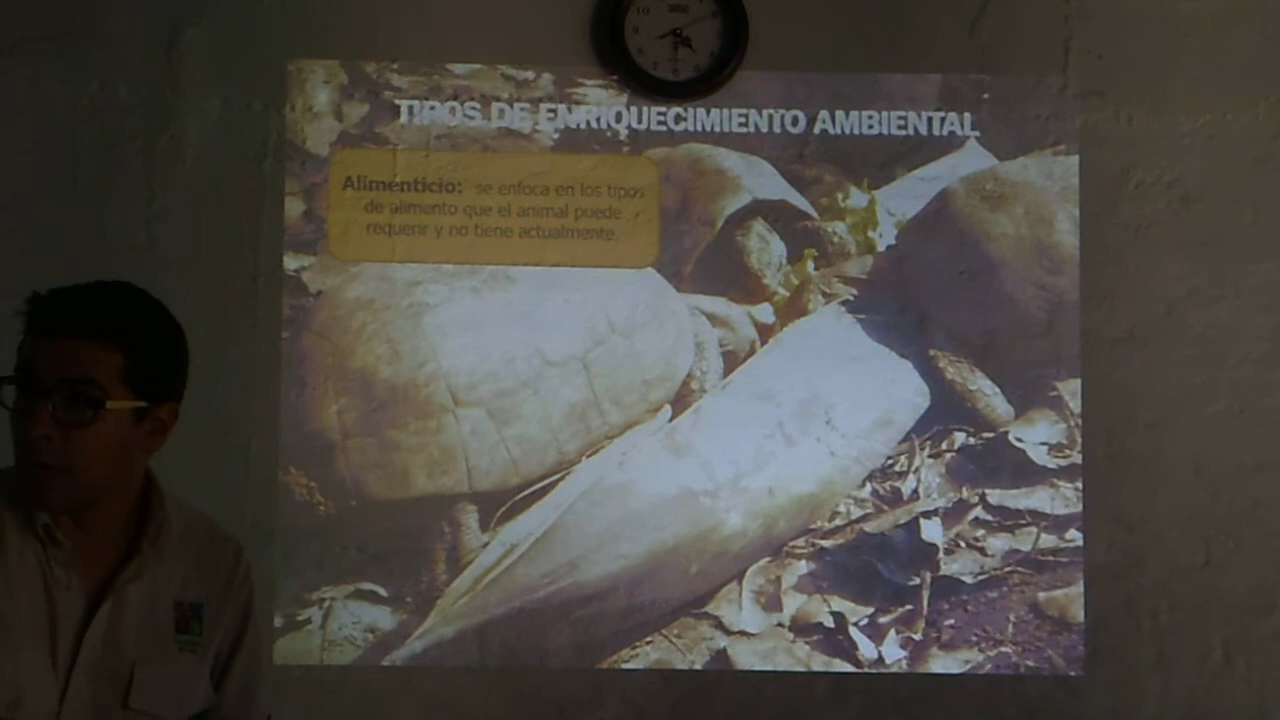 TIPOS DE ENRIQUECIMIENTO AMBIENTAL
Alimenticio: se enfoca en los tipos
de alimento que el animal puede
requerir y no tiene actualmente.